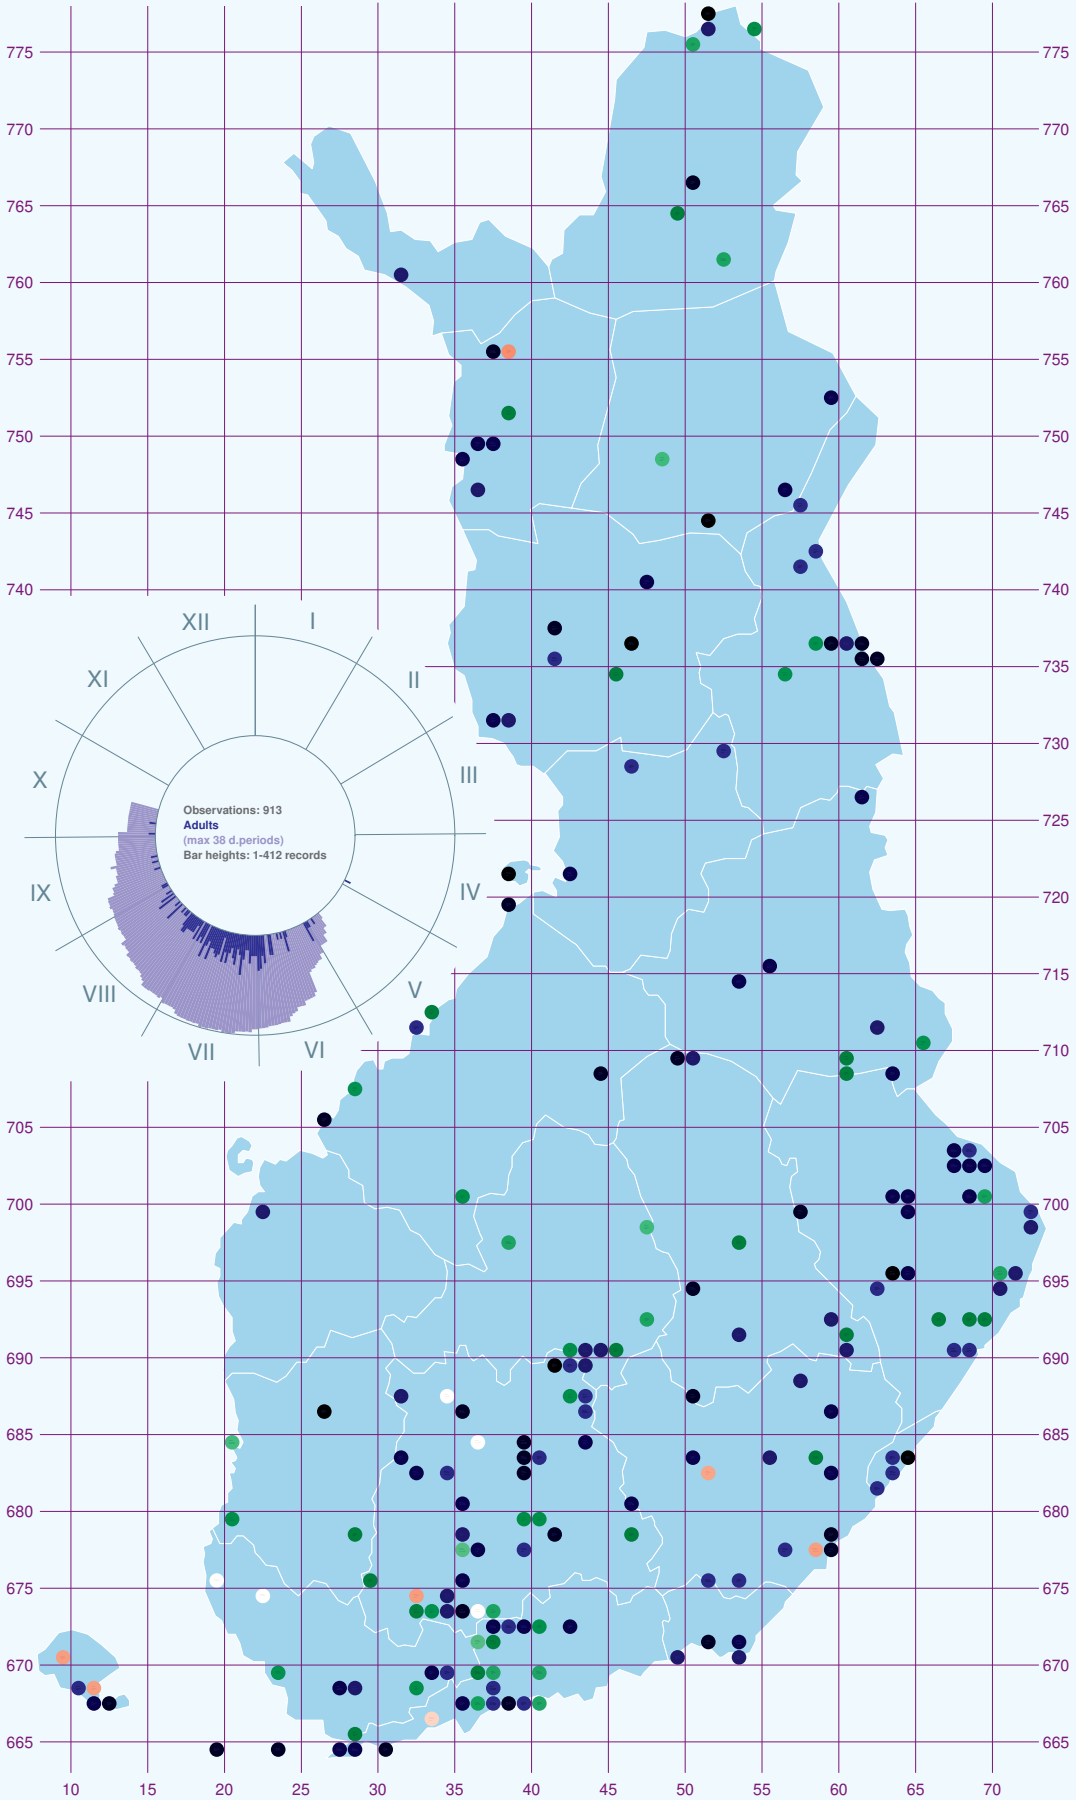 775 775
770 770
765 765
760 760
755 755
750 750
745 745
740 740
XII I
XI II
735
X III
730
Observations: 913
Adults
(max 38 d.periods)
Bar heights: 1-412 records
725
IX IV
720
VIII V
715
VII VI
710
705 705
700 700
695 695
690 690
685 685
680 680
675 675
670 670
665 665
10 15 20 25 30 35 40 45 50 55 60 65 70